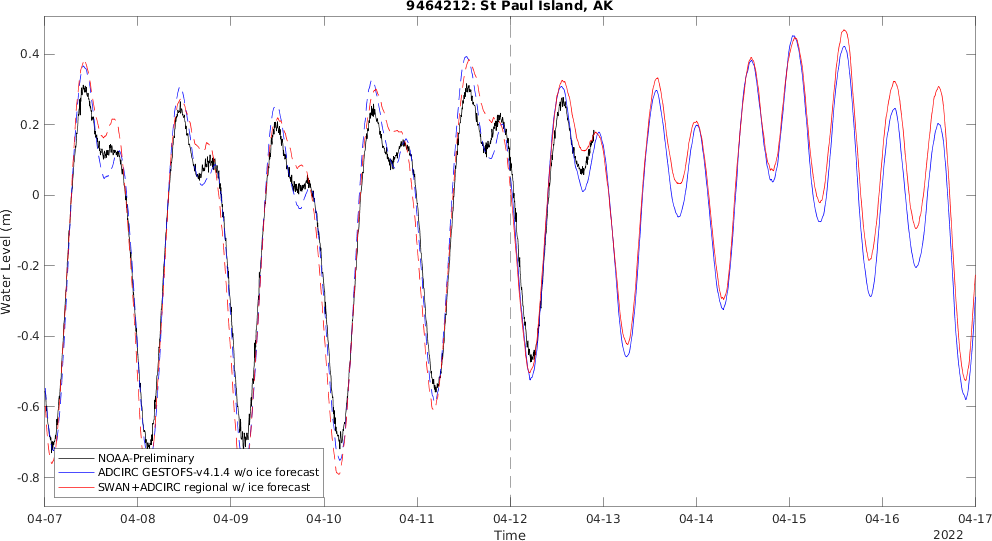 9464212: St Paul Island, AK
Water Level (m)
0.4
0.2
0
-0.2
-0.4
-0.6
-0.8
NOAA-Preliminary
ADCIRC GESTOFS-v4.1.4 w/o ice forecast
SWAN+ADCIRC regional w/ ice forecast
04-07 04-08 04-09 04-10 04-11 04-12 04-13 04-14 04-15 04-16 04-17
Time
2022